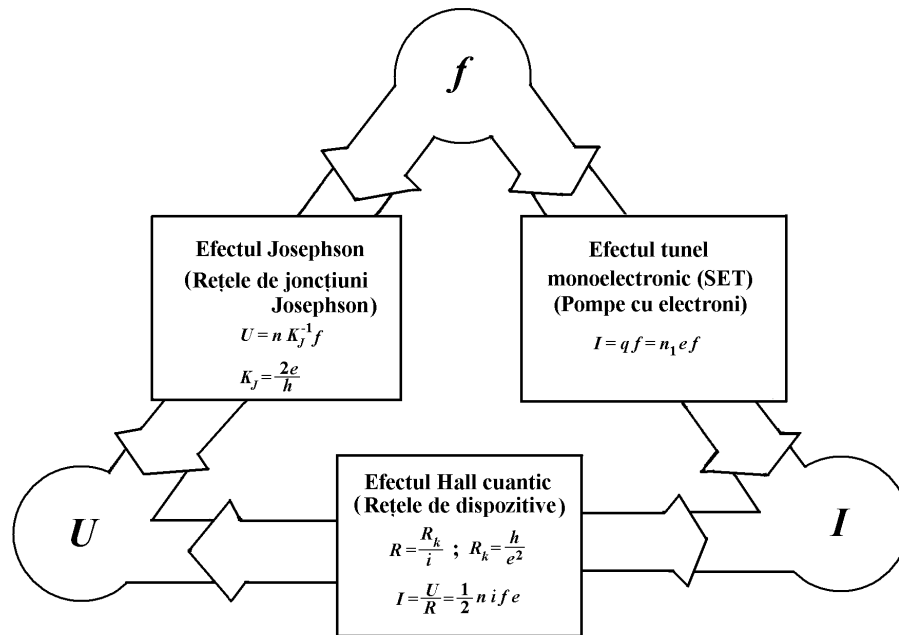 f
Efectul Josephson
(Rețele de joncțiuni
Josephson)
U = n K_J^{-1} f
K_J = 2e/h
Efectul tunel
monoelectronic (SET)
(Pompe cu electroni)
I = q f = n_1 e f
U
Efectul Hall cuantic
(Rețele de dispozitive)
R = R_k/i ; R_k = h/e^2
I = U/R = 1/2 n i f e
I